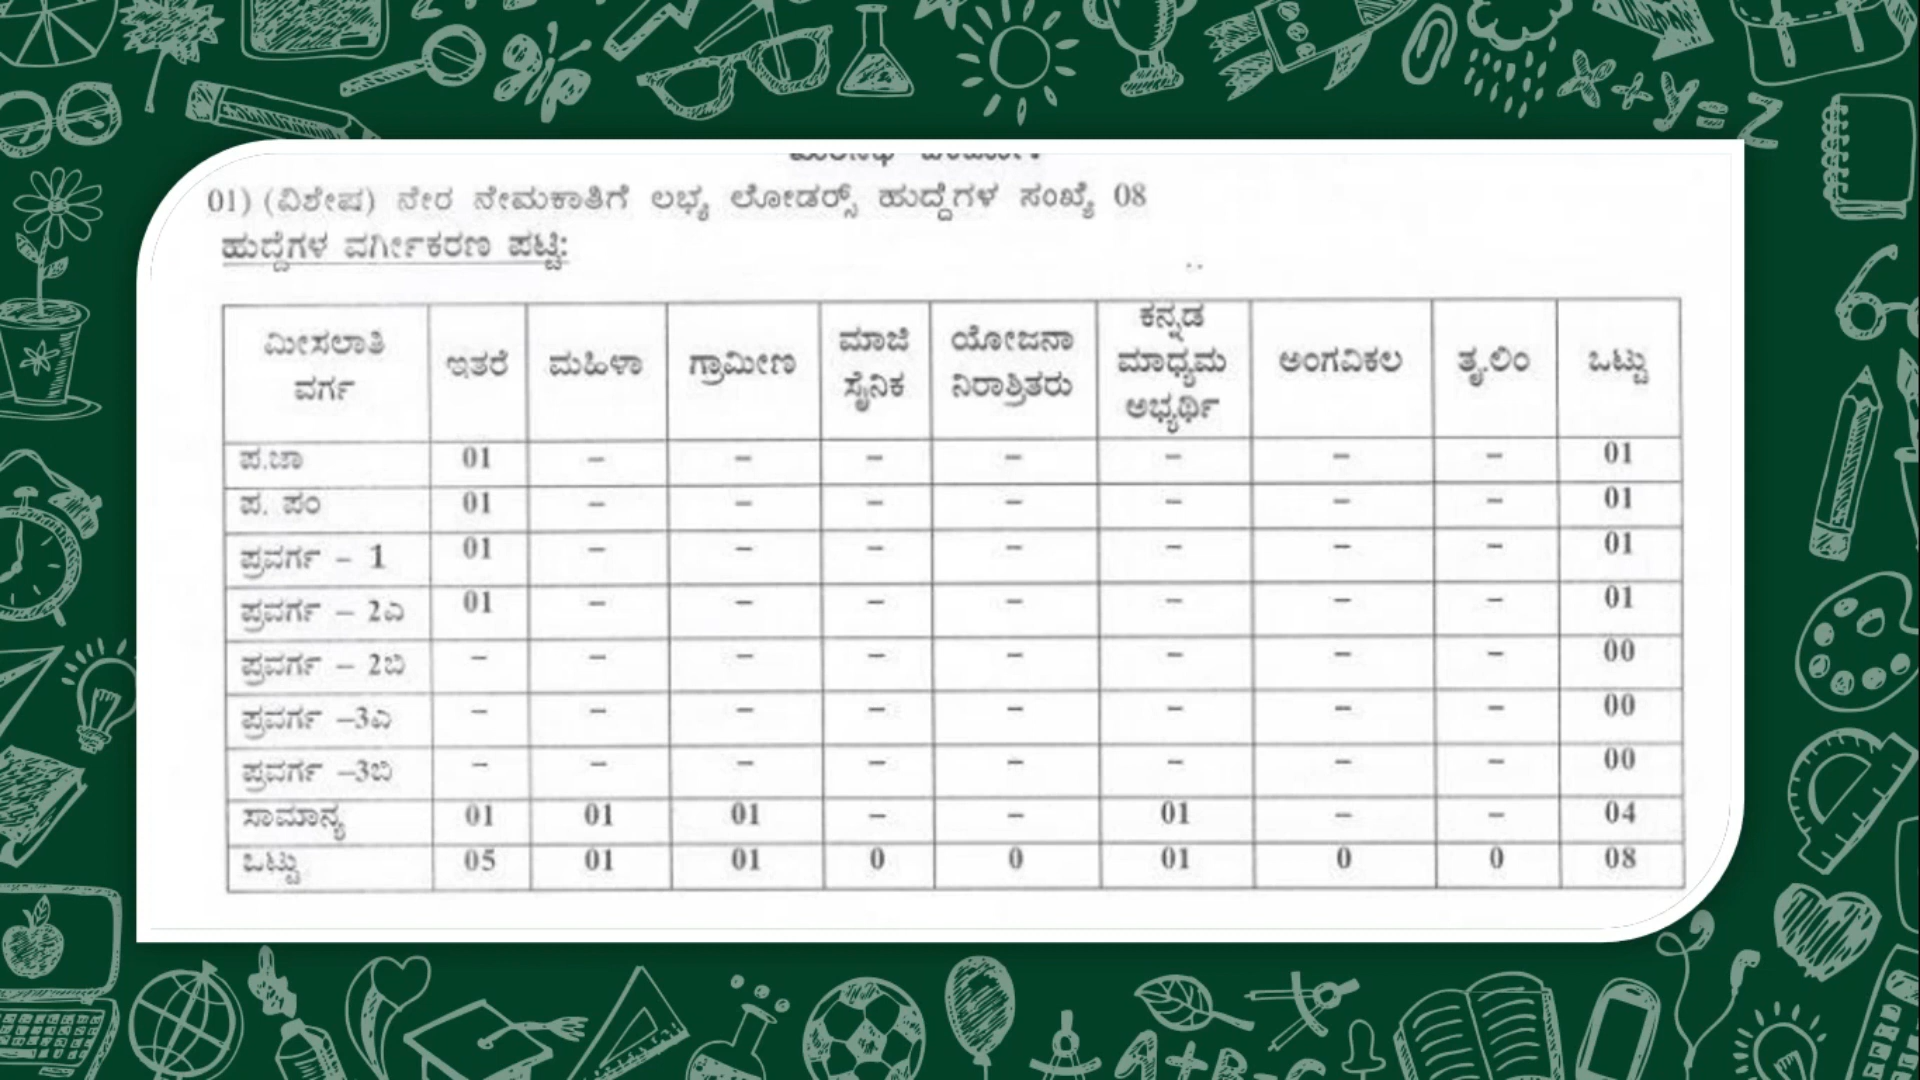 01) (ವಿಶೇಷ) ನೇರ ನೇಮಕಾತಿಗೆ ಲಭ್ಯ ಲೋಡರ್ಸ್ ಹುದ್ದೆಗಳ ಸಂಖ್ಯೆ 08
ಹುದ್ದೆಗಳ ವರ್ಗೀಕರಣ ಪಟ್ಟಿ:
ಮೀಸಲಾತಿ ವರ್ಗ ಇತರೆ ಮಹಿಳಾ ಗ್ರಾಮೀಣ ಮಾಜಿ ಸೈನಿಕ ಯೋಜನಾ ನಿರಾಶ್ರಿತರು ಕನ್ನಡ ಮಾಧ್ಯಮ ಅಭ್ಯರ್ಥಿ ಅಂಗವಿಕಲ ತೃ.ಲಿಂ ಒಟ್ಟು
ಪ.ಜಾ 01 – – – – – – – 01
ಪ. ಪಂ 01 – – – – – – – 01
ಪ್ರವರ್ಗ – 1 01 – – – – – – – 01
ಪ್ರವರ್ಗ – 2ಎ 01 – – – – – – – 01
ಪ್ರವರ್ಗ – 2ಬಿ – – – – – – – – 00
ಪ್ರವರ್ಗ –3ಎ – – – – – – – – 00
ಪ್ರವರ್ಗ –3ಬಿ – – – – – – – – 00
ಸಾಮಾನ್ಯ 01 01 01 – – 01 – – 04
ಒಟ್ಟು 05 01 01 0 0 01 0 0 08
x+y=z